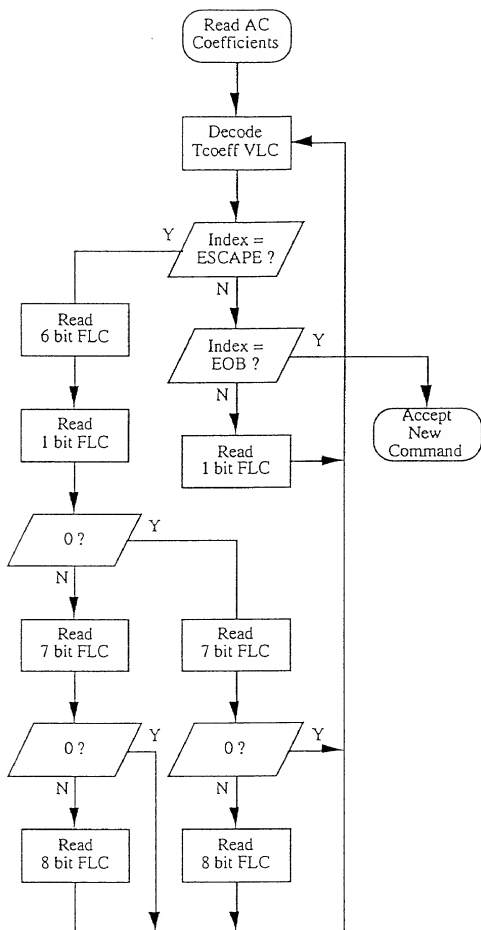 Read AC
Coefficients
Decode
Tcoeff VLC
Y
Index =
ESCAPE ?
N
Read
6 bit FLC
Index =
EOB ?
Y
N
Read
1 bit FLC
Read
1 bit FLC
Accept
New
Command
0 ?
Y
N
Read
7 bit FLC
Read
7 bit FLC
0 ?
Y
0 ?
Y
N
N
Read
8 bit FLC
Read
8 bit FLC